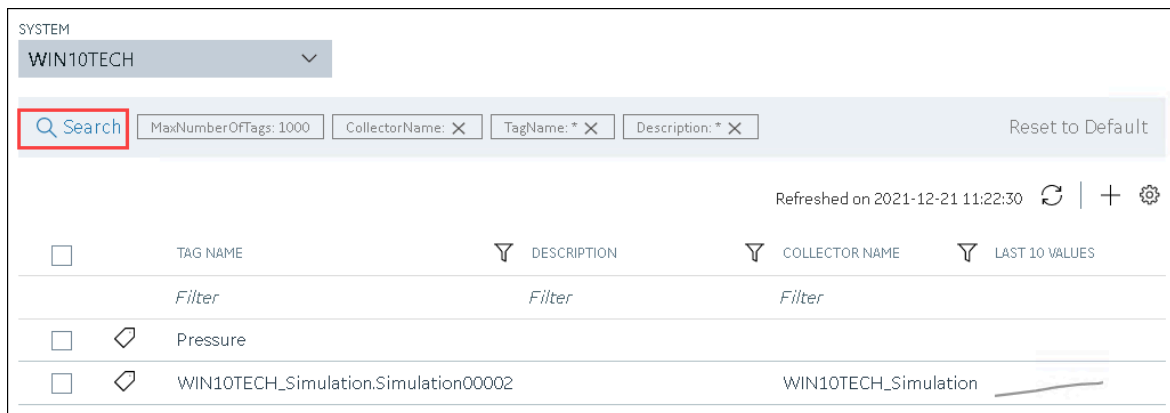 SYSTEM
WIN10TECH
Search MaxNumberOfTags: 1000 CollectorName: TagName: * Description: * Reset to Default
Refreshed on 2021-12-21 11:22:30
TAG NAME DESCRIPTION COLLECTOR NAME LAST 10 VALUES
Filter Filter Filter
Pressure
WIN10TECH_Simulation.Simulation00002 WIN10TECH_Simulation